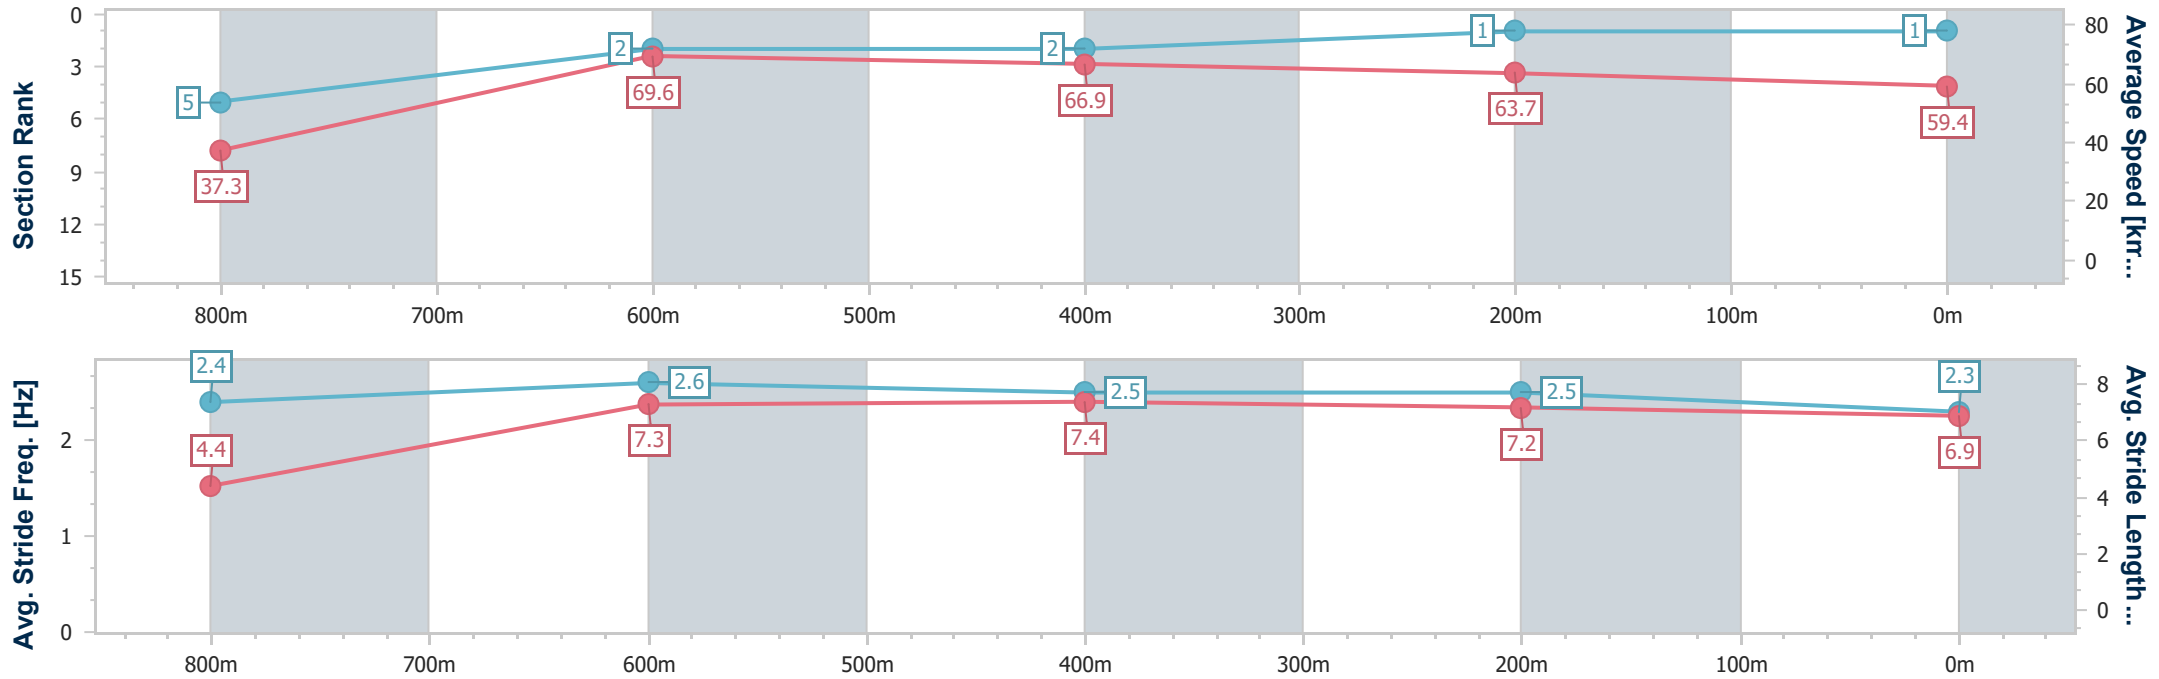 Section Rank
0
3
6
9
12
15
80
60
40
20
0
Average Speed [km...
5
2
2
1
1
37.3
69.6
66.9
63.7
59.4
800m
700m
600m
500m
400m
300m
200m
100m
0m
Avg. Stride Freq. [Hz]
2
1
0
8
6
4
2
0
Avg. Stride Length ...
2.4
2.6
2.5
2.5
2.3
4.4
7.3
7.4
7.2
6.9
800m
700m
600m
500m
400m
300m
200m
100m
0m